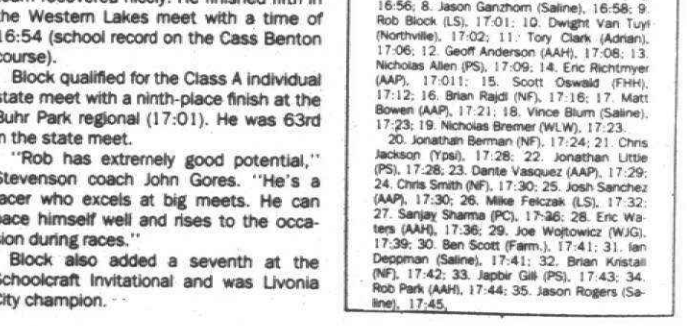 the Western Lakes meet with a time of
16:54 (school record on the Cass Benton
course).
Block qualified for the Class A individual
state meet with a ninth-place finish at the
Buhr Park regional (17:01). He was 63rd
in the state meet.
"Rob has extremely good potential,"
Stevenson coach John Gores. "He's a
racer who excels at big meets. He can
pace himself well and rises to the occa-
sion during races."
Block also added a seventh at the
Schoolcraft Invitational and was Livonia
City champion.
16:56; 8. Jason Ganzhorn (Saline), 16:58; 9.
Rob Block (LS), 17:01; 10. Dwight Van Tuyl
(Northville), 17:02; 11. Tory Clark (Adrian),
17:06; 12. Geoff Anderson (AAH), 17:08; 13.
Nicholas Allen (PS), 17:09; 14. Eric Richtmyer
(AAP), 17:011; 15. Scott Oswald (FHH),
17:12; 16. Brian Rajdl (NF), 17:16; 17. Matt
Bowen (AAP), 17:21; 18. Vince Blum (Saline),
17:23; 19. Nicholas Bremer (WLW), 17:23.
20. Jonathan Berman (NF), 17:24; 21. Chris
Jackson (Ypsi), 17:28; 22. Jonathan Little
(PS), 17:28; 23. Dante Vasquez (AAP), 17:29;
24. Chris Smith (NF), 17:30; 25. Josh Sanchez
(AAP), 17:30; 26. Mike Felczak (LS), 17:32;
27. Sanjay Sharma (PC), 17:36; 28. Eric Wa-
ters (AAH), 17:36; 29. Joe Wojtowicz (WJG),
17:39; 30. Ben Scott (Farm.), 17:41; 31. Ian
Deppman (Saline), 17:41; 32. Brian Kristall
(NF), 17:42; 33. Japbir Gill (PS), 17:43; 34.
Rob Park (AAH), 17:44; 35. Jason Rogers (Sa-
line), 17:45.